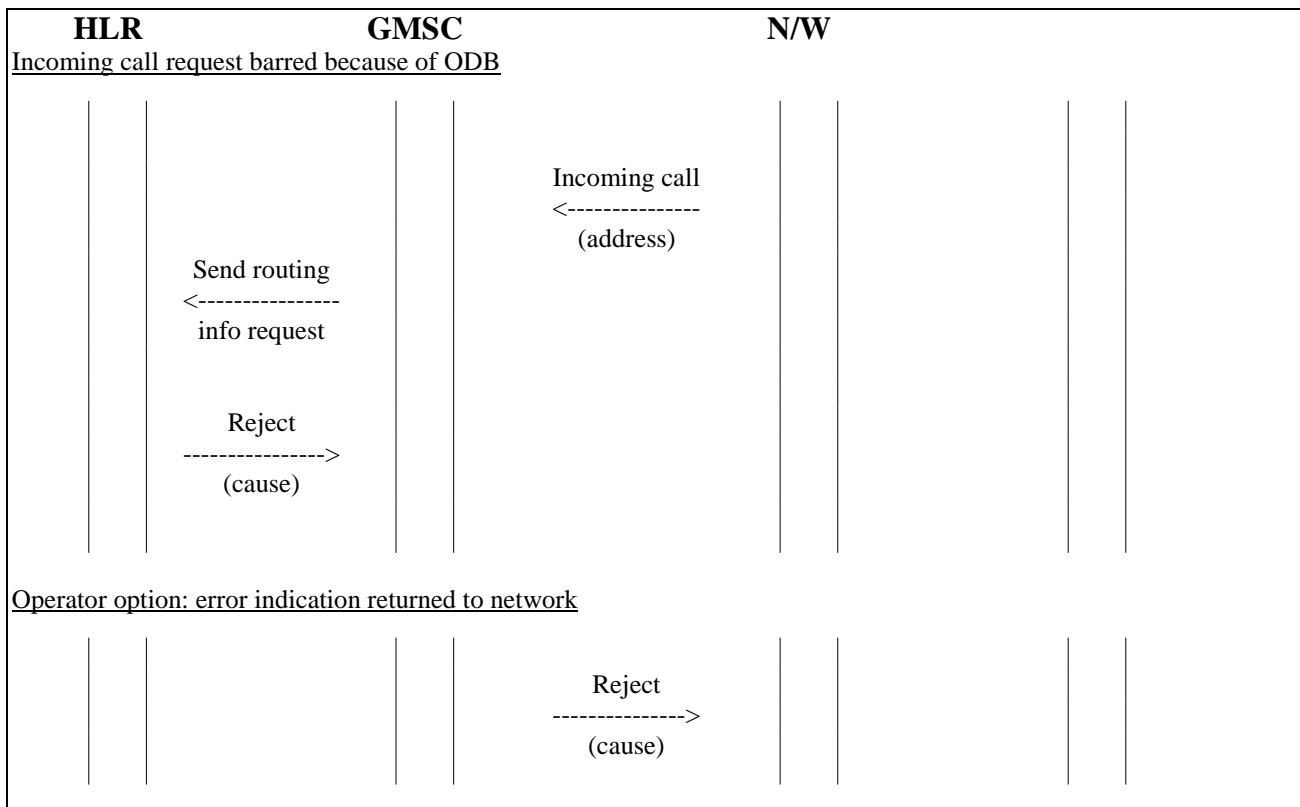 HLR GMSC N/W
Incoming call request barred because of ODB
Incoming call
<---------------
(address)
Send routing
<----------------
info request
Reject
---------------->
(cause)
Operator option: error indication returned to network
Reject
--------------->
(cause)